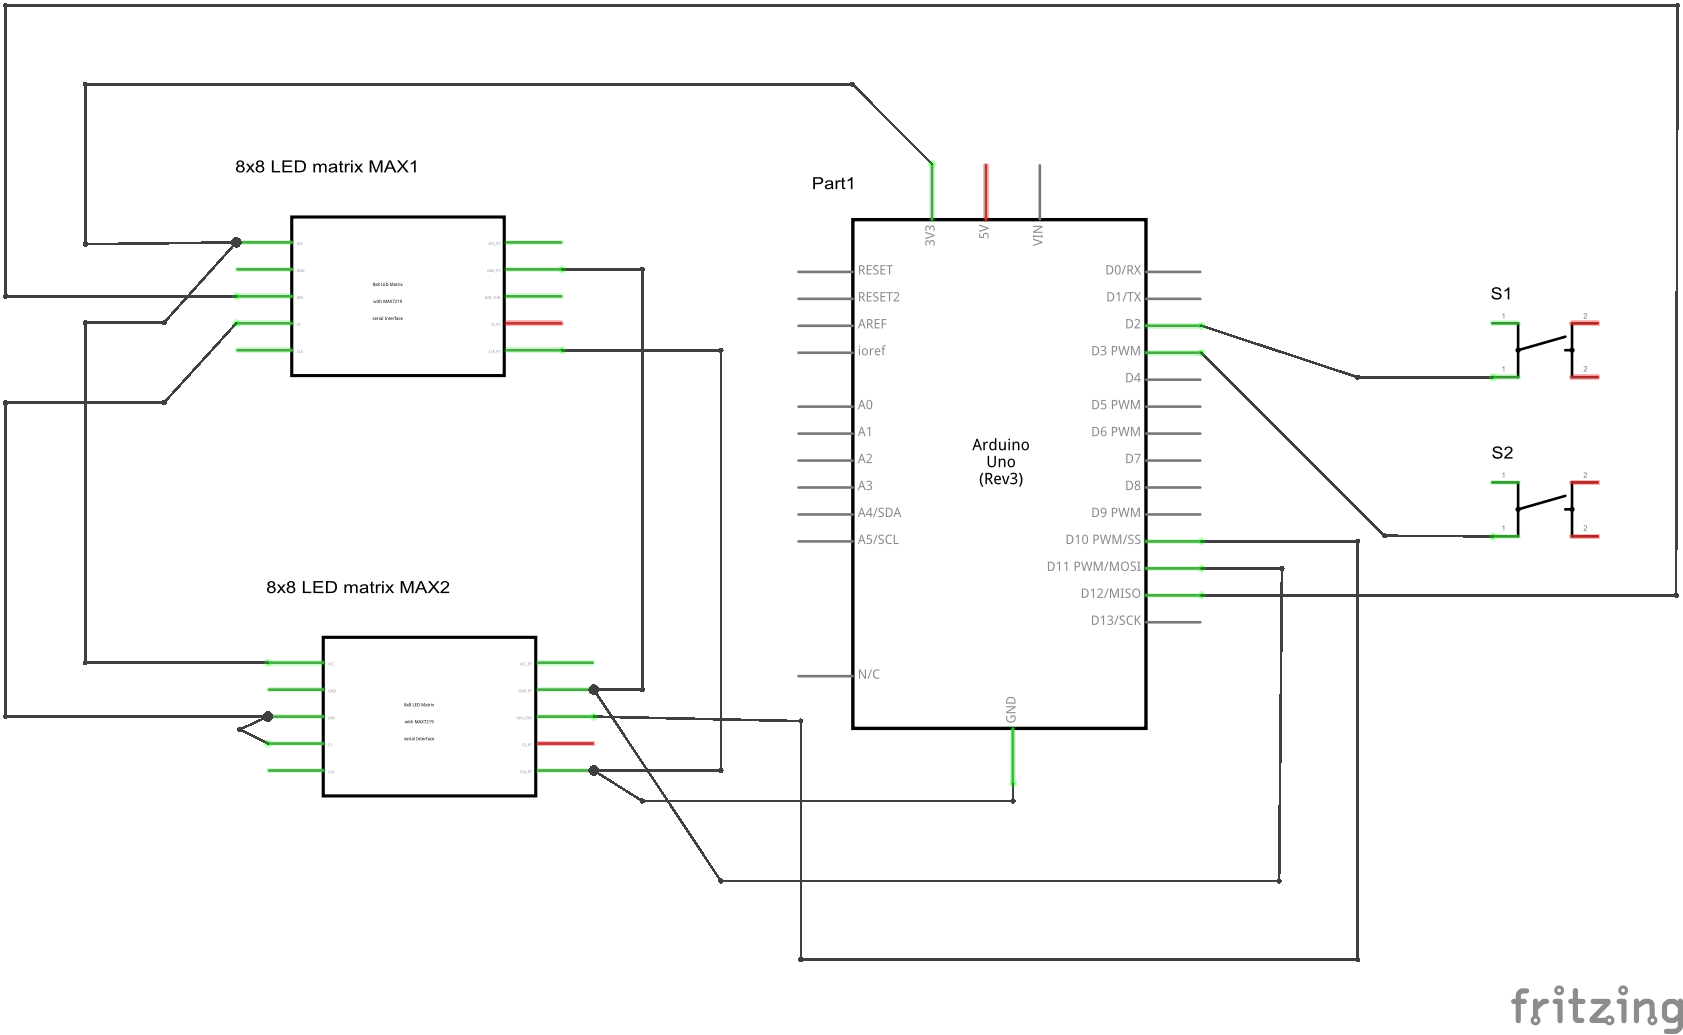 8x8 LED matrix MAX1
Part1
3V3
5V
VIN
8x8 LED Matrix
with MAX7219
serial Interface
RESET
RESET2
AREF
ioref
A0
A1
A2
A3
A4/SDA
A5/SCL
N/C
Arduino
Uno
(Rev3)
D0/RX
D1/TX
D2
D3 PWM
D4
D5 PWM
D6 PWM
D7
D8
D9 PWM
D10 PWM/SS
D11 PWM/MOSI
D12/MISO
D13/SCK
GND
S1
1
2
1
2
S2
1
2
1
2
8x8 LED matrix MAX2
8x8 LED Matrix
with MAX7219
serial Interface
fritzing